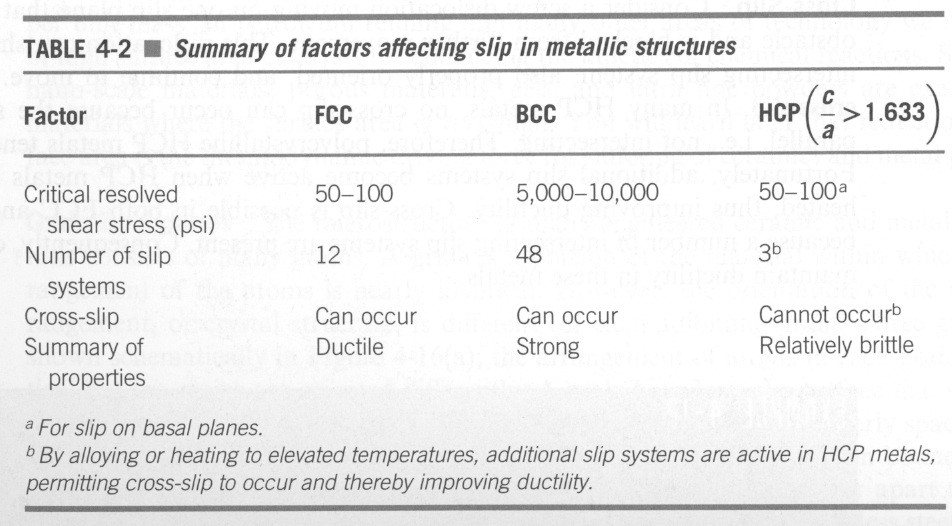 TABLE 4-2 ■ Summary of factors affecting slip in metallic structures
Factor FCC BCC HCP (c/a > 1.633)
Critical resolved 50–100 5,000–10,000 50–100ᵃ
shear stress (psi)
Number of slip 12 48 3ᵇ
systems
Cross-slip Can occur Can occur Cannot occurᵇ
Summary of Ductile Strong Relatively brittle
properties
ᵃ For slip on basal planes.
ᵇ By alloying or heating to elevated temperatures, additional slip systems are active in HCP metals,
permitting cross-slip to occur and thereby improving ductility.